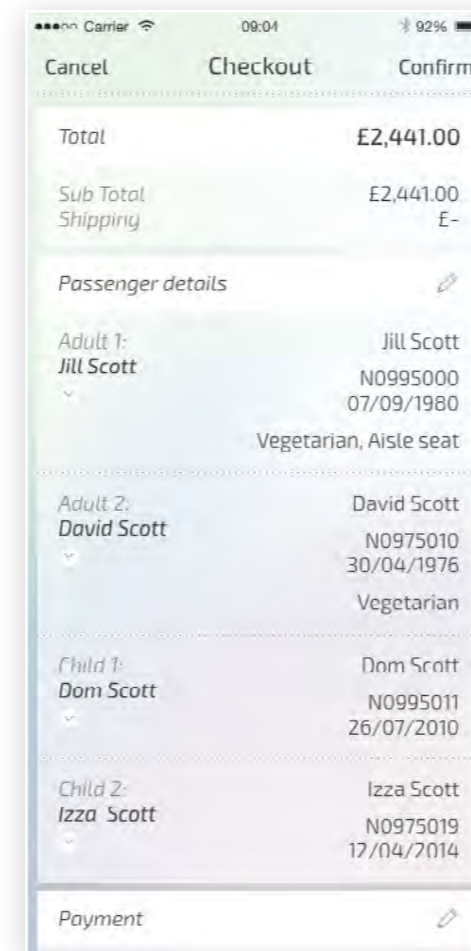 Carrier 09:04 92%
Cancel Checkout Confirm
Total £2,441.00
Sub Total £2,441.00
Shipping £-
Passenger details
Adult 1: Jill Scott
Jill Scott N0995000
07/09/1980
Vegetarian, Aisle seat
Adult 2: David Scott
David Scott N0975010
30/04/1976
Vegetarian
Child 1: Dom Scott
Dom Scott N0995011
26/07/2010
Child 2: Izza Scott
Izza Scott N0975019
12/04/2014
Payment